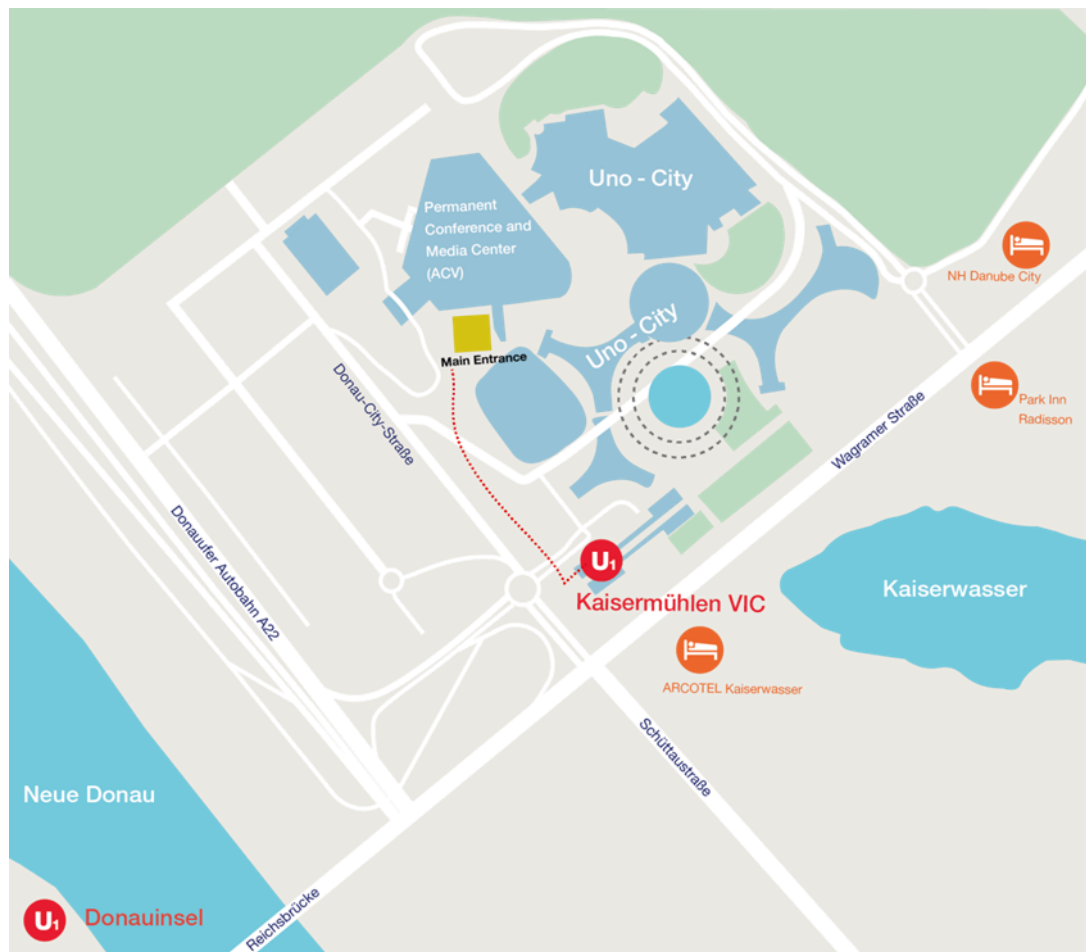 Uno - City
Permanent
Conference and
Media Center
(ACV)
NH Danube City
Uno - City
Main Entrance
Donau-City-Straße
Park Inn
Radisson
Wagramer Straße
Donauufer Autobahn A22
U1
Kaisermühlen VIC
Kaiserwasser
ARCOTEL Kaiserwasser
Schüttaustraße
Neue Donau
Reichsbrücke
U1 Donauinsel